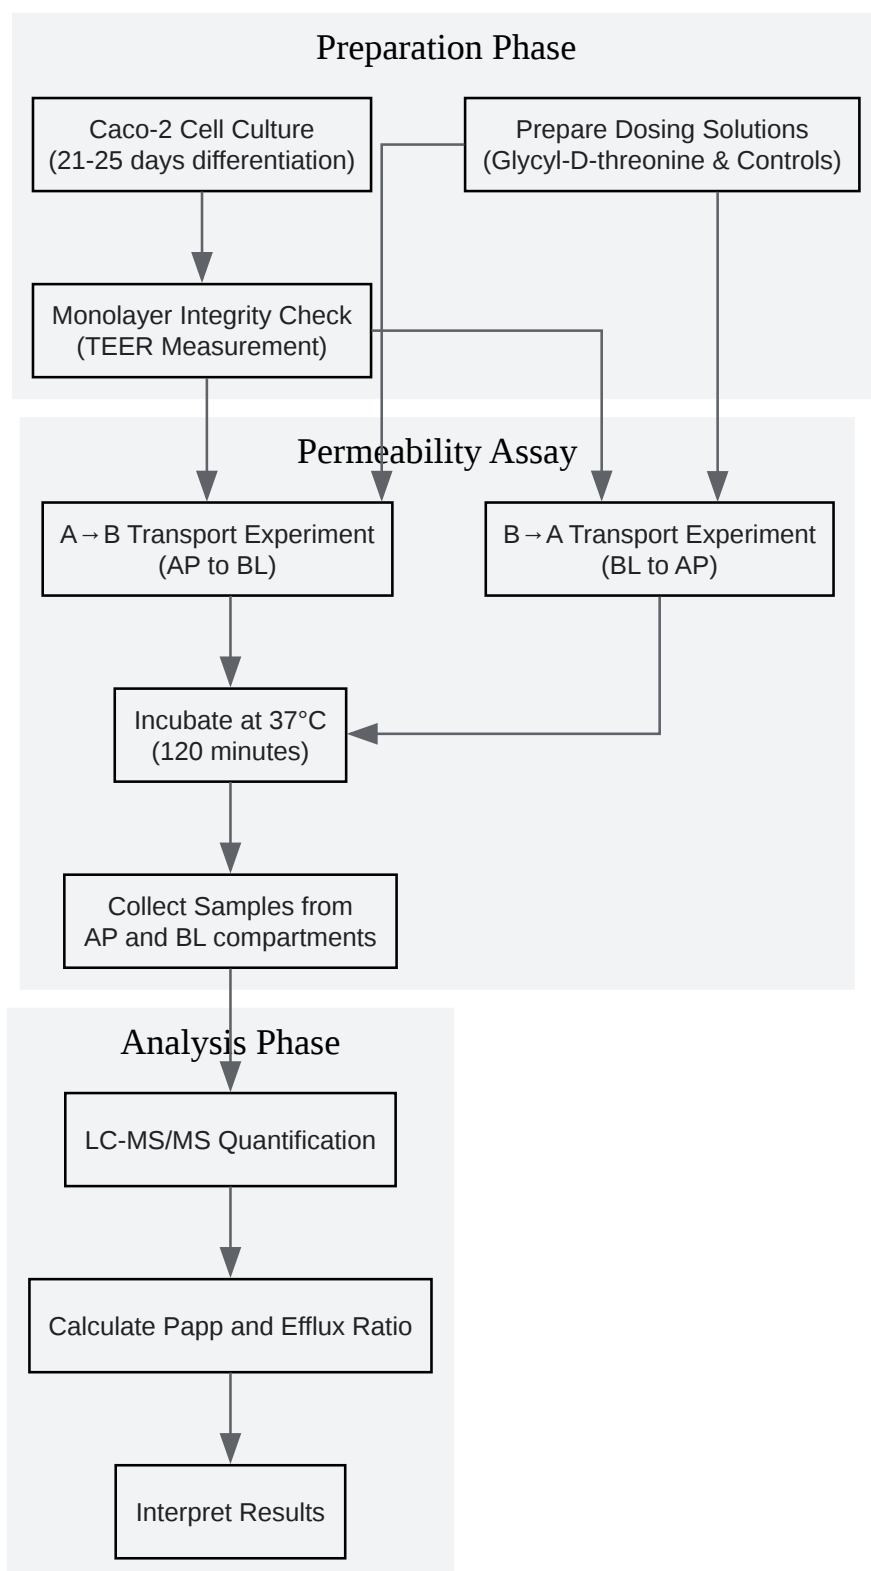 Preparation Phase
Caco-2 Cell Culture
(21-25 days differentiation)
Prepare Dosing Solutions
(Glycyl-D-threonine & Controls)
Monolayer Integrity Check
(TEER Measurement)
Permeability Assay
A→B Transport Experiment
(AP to BL)
B→A Transport Experiment
(BL to AP)
Incubate at 37°C
(120 minutes)
Collect Samples from
AP and BL compartments
Analysis Phase
LC-MS/MS Quantification
Calculate Papp and Efflux Ratio
Interpret Results